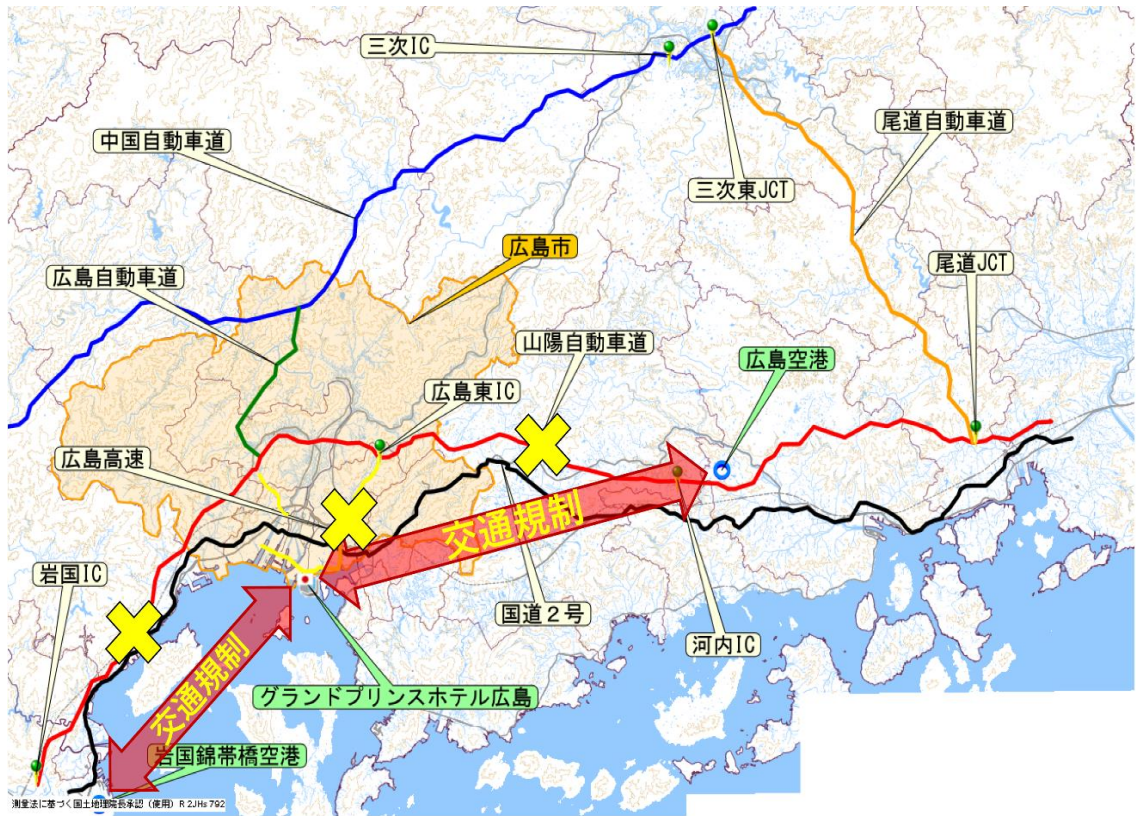 三次IC
中国自動車道
尾道自動車道
三次東JCT
広島市
広島自動車道
尾道JCT
山陽自動車道
広島空港
広島東IC
広島高速
交通規制
岩国IC
国道２号
河内IC
交通規制
グランドプリンスホテル広島
岩国錦帯橋空港
測量法に基づく国土地理院長承認（使用）R 2JHs 792